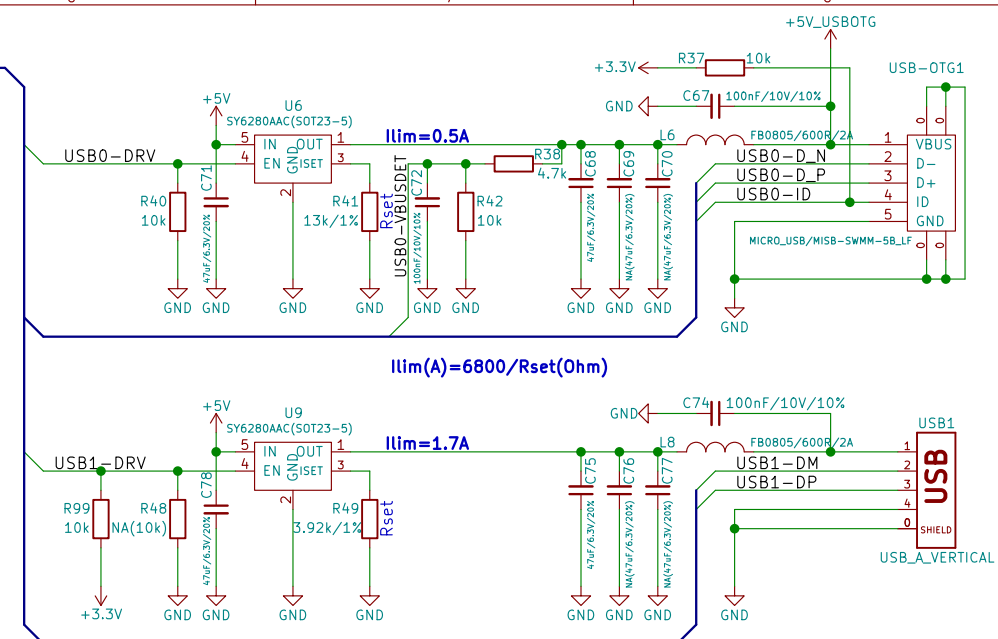 +5V_USBOTG
R37 10k
+3.3V
USB-OTG1
GND C67 100nF/10V/10%
+5V
U6
SY6280AAC(SOT23-5)
5 IN OUT 1
4 EN GND ISET 3
2
Ilim=0.5A
L6 FB0805/600R/2A
USB0-DRV
C71
47uF/6.3V/20%
R40
10k
R41
13k/1%
Rset
USB0-VBUSDET
C72
100nF/10V/10%
R42
10k
R38
4.7k
C68
47uF/6.3V/20%
C69
NA(47uF/6.3V/20%)
C70
NA(47uF/6.3V/20%)
USB0-D_N
USB0-D_P
USB0-ID
0 0
1 VBUS
2 D-
3 D+
4 ID
5 GND
0 0
MICRO_USB/MISB-SWMM-5B_LF
GND GND GND GND GND GND GND GND GND
GND
Ilim(A)=6800/Rset(Ohm)
GND C74 100nF/10V/10%
+5V
U9
SY6280AAC(SOT23-5)
5 IN OUT 1
4 EN GND ISET 3
2
Ilim=1.7A
L8 FB0805/600R/2A
USB1
USB1-DRV
R99
10k
R48
NA(10k)
C78
47uF/6.3V/20%
R49
3.92k/1%
Rset
C75
47uF/6.3V/20%
C76
NA(47uF/6.3V/20%)
C77
NA(47uF/6.3V/20%)
USB1-DM
USB1-DP
1
2
3
4
0 SHIELD
USB
USB_A_VERTICAL
+3.3V
GND GND GND GND GND GND GND GND